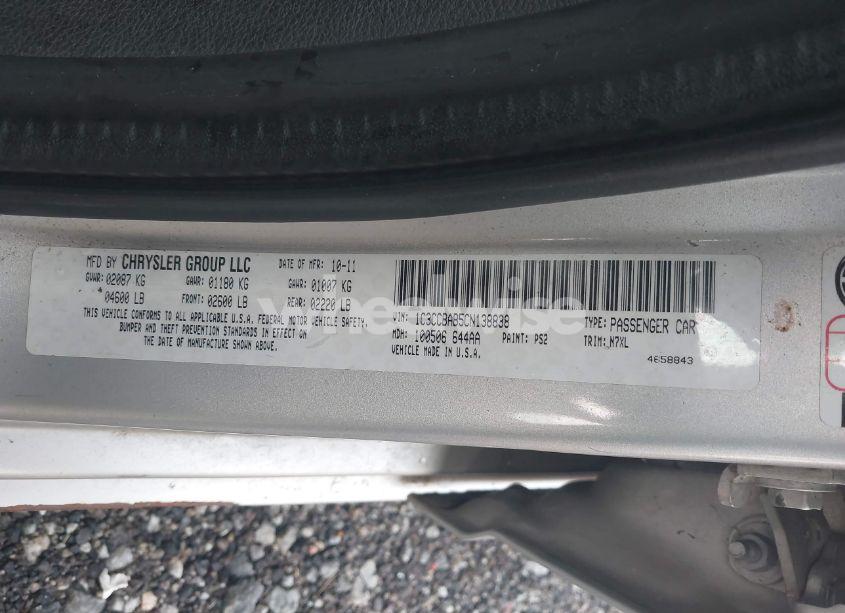 MFD BY CHRYSLER GROUP LLC DATE OF MFR: 10-11
GVWR: 02087 KG GAWR: 01180 KG GAWR: 01007 KG
04600 LB FRONT: 02600 LB REAR: 02220 LB
THIS VEHICLE CONFORMS TO ALL APPLICABLE U.S.A. FEDERAL MOTOR VEHICLE SAFETY,
BUMPER AND THEFT PREVENTION STANDARDS IN EFFECT ON
THE DATE OF MANUFACTURE SHOWN ABOVE.
VIN: 1C3CCBAB5CN138838 TYPE: PASSENGER CAR
MDH: 100506 644AA PAINT: PS2 TRIM: N7XL
VEHICLE MADE IN U.S.A. 4658843